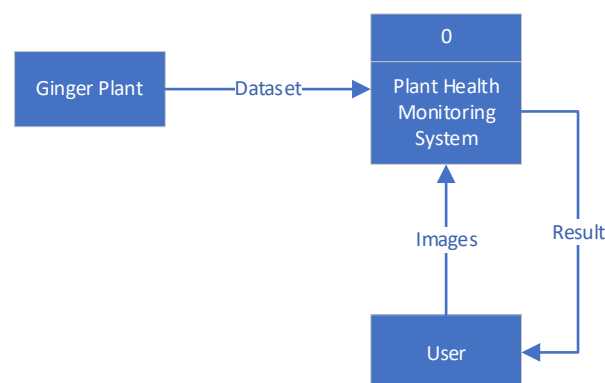 0
Ginger Plant
Dataset
Plant Health
Monitoring
System
Images
Result
User